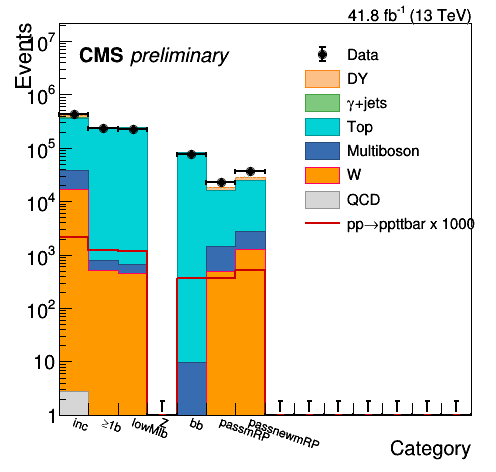 41.8 fb⁻¹ (13 TeV)
Events
CMS preliminary
Data
DY
γ+jets
Top
Multiboson
W
QCD
pp→ppttbar x 1000
10⁷
10⁶
10⁵
10⁴
10³
10²
10
1
inc
≥1b
lowMlb
Z
bb
passmRP
passnewmRP
Category